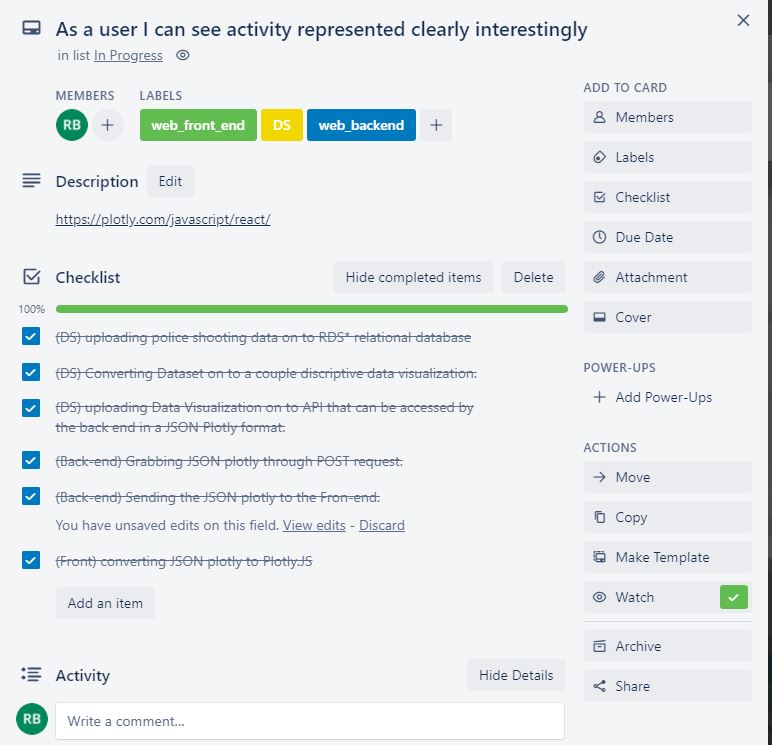 As a user I can see activity represented clearly interestingly
in list In Progress
MEMBERS
LABELS
RB
web_front_end
DS
web_backend
Description
Edit
https://plotly.com/javascript/react/
Checklist
Hide completed items
Delete
100%
(DS) uploading police shooting data on to RDS* relational database
(DS) Converting Dataset on to a couple discriptive data visualization.
(DS) uploading Data Visualization on to API that can be accessed by
the back end in a JSON Plotly format.
(Back-end) Grabbing JSON plotly through POST request.
(Back-end) Sending the JSON plotly to the Fron-end.
You have unsaved edits on this field. View edits - Discard
(Front) converting JSON plotly to Plotly.JS
Add an item
Activity
Hide Details
RB
Write a comment...
ADD TO CARD
Members
Labels
Checklist
Due Date
Attachment
Cover
POWER-UPS
Add Power-Ups
ACTIONS
Move
Copy
Make Template
Watch
Archive
Share